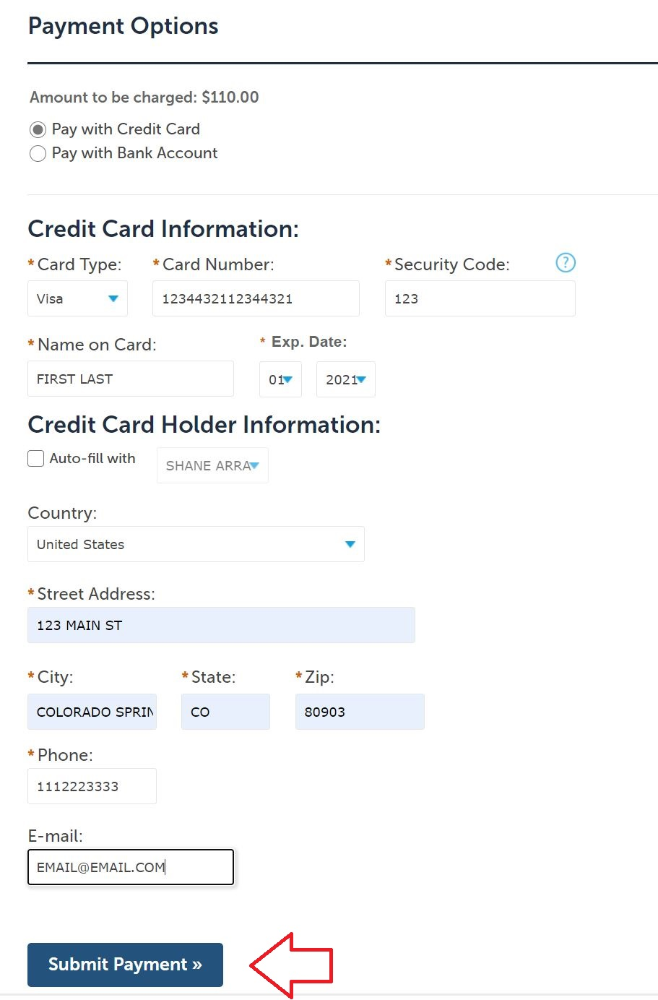 Payment Options
Amount to be charged: $110.00
Pay with Credit Card
Pay with Bank Account
Credit Card Information:
*Card Type: *Card Number: *Security Code: ?
Visa 1234432112344321 123
*Name on Card: * Exp. Date:
FIRST LAST 01 2021
Credit Card Holder Information:
Auto-fill with SHANE ARRA
Country:
United States
*Street Address:
123 MAIN ST
*City: *State: *Zip:
COLORADO SPRIN CO 80903
*Phone:
1112223333
E-mail:
EMAIL@EMAIL.COM
Submit Payment »